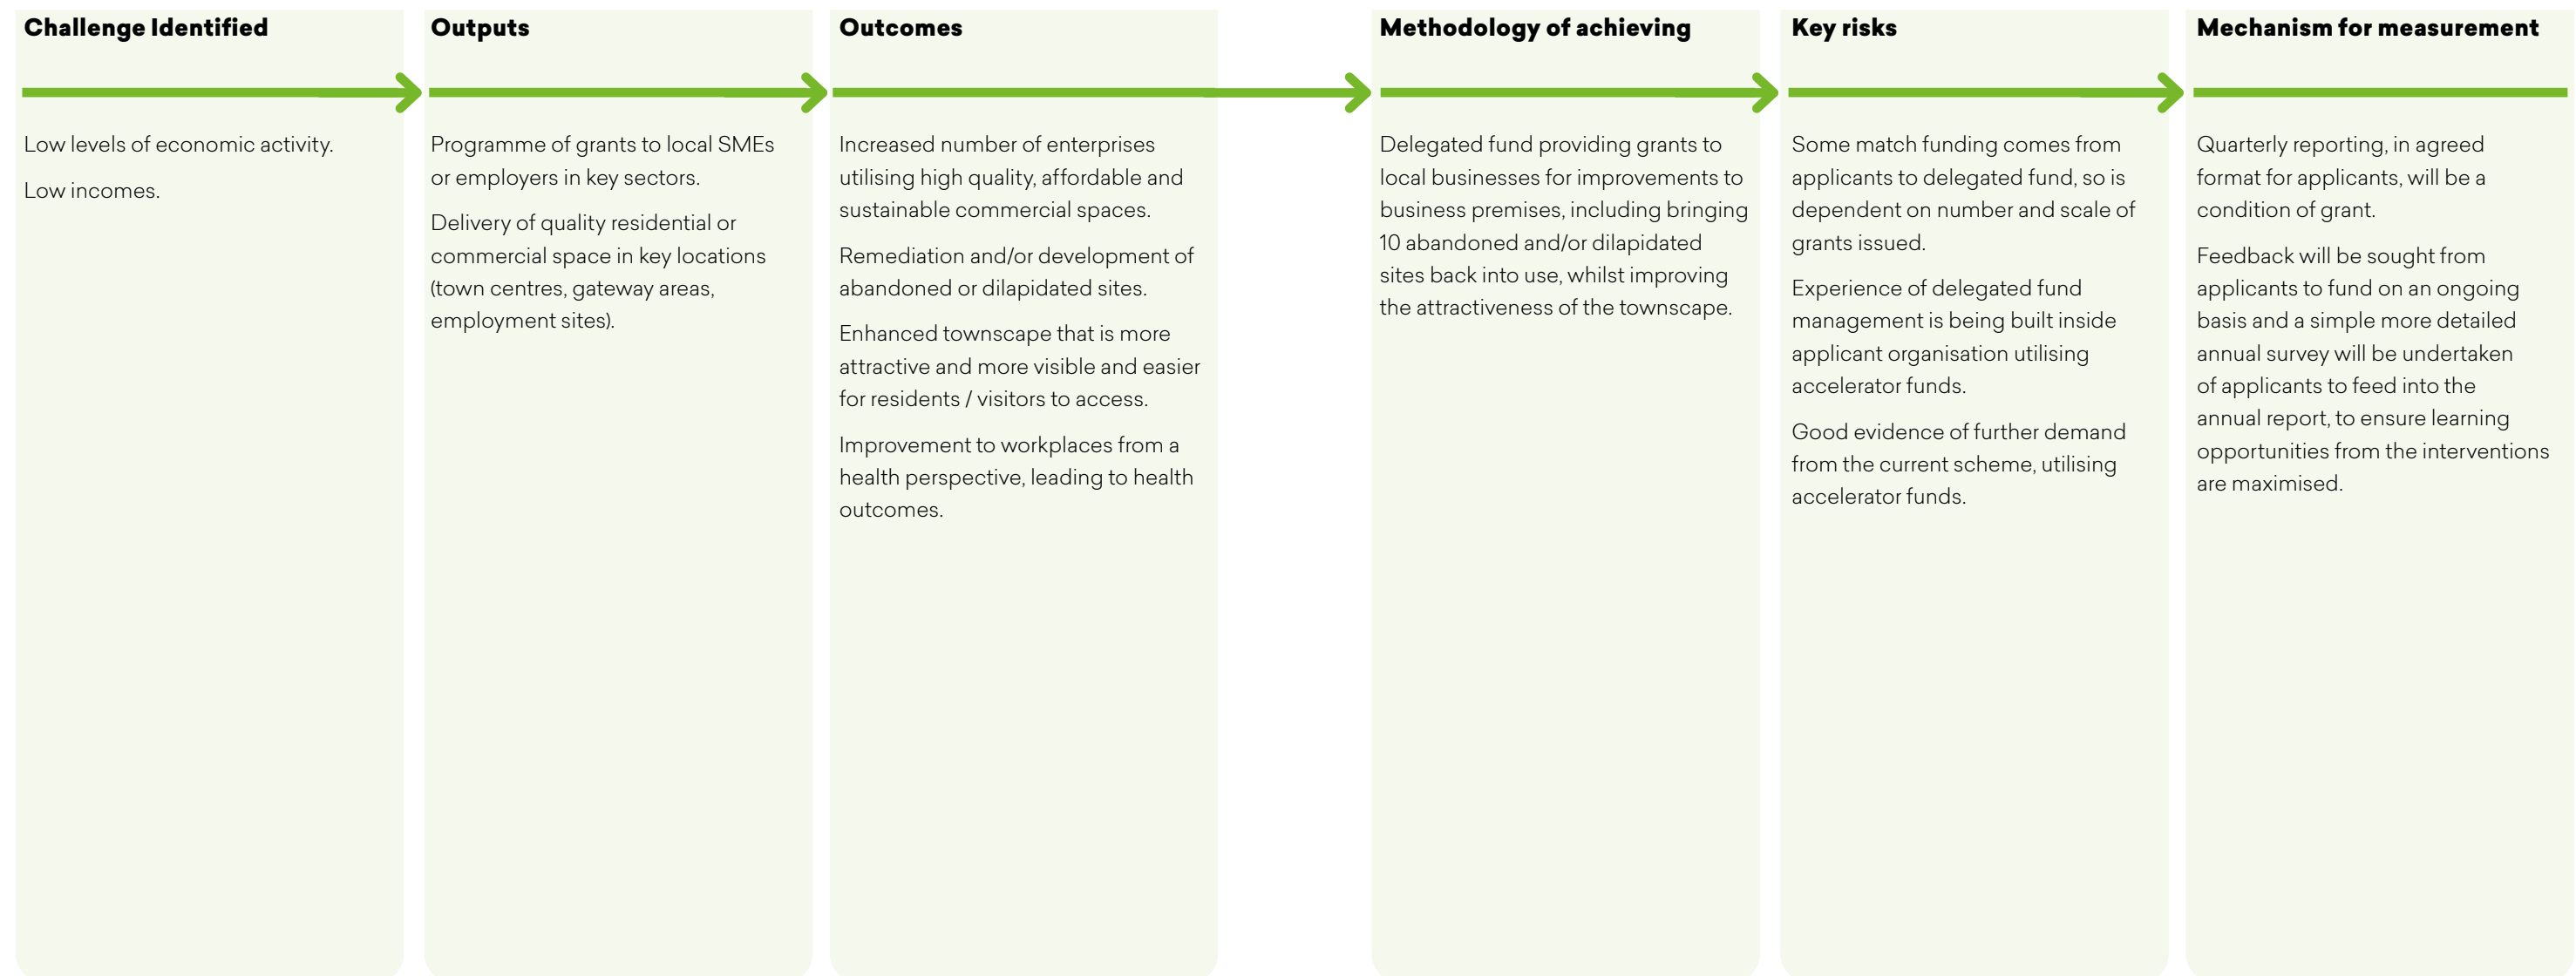 Challenge Identified
Low levels of economic activity.
Low incomes.
Outputs
Programme of grants to local SMEs
or employers in key sectors.
Delivery of quality residential or
commercial space in key locations
(town centres, gateway areas,
employment sites).
Outcomes
Increased number of enterprises
utilising high quality, affordable and
sustainable commercial spaces.
Remediation and/or development of
abandoned or dilapidated sites.
Enhanced townscape that is more
attractive and more visible and easier
for residents / visitors to access.
Improvement to workplaces from a
health perspective, leading to health
outcomes.
Methodology of achieving
Delegated fund providing grants to
local businesses for improvements to
business premises, including bringing
10 abandoned and/or dilapidated
sites back into use, whilst improving
the attractiveness of the townscape.
Key risks
Some match funding comes from
applicants to delegated fund, so is
dependent on number and scale of
grants issued.
Experience of delegated fund
management is being built inside
applicant organisation utilising
accelerator funds.
Good evidence of further demand
from the current scheme, utilising
accelerator funds.
Mechanism for measurement
Quarterly reporting, in agreed
format for applicants, will be a
condition of grant.
Feedback will be sought from
applicants to fund on an ongoing
basis and a simple more detailed
annual survey will be undertaken
of applicants to feed into the
annual report, to ensure learning
opportunities from the interventions
are maximised.